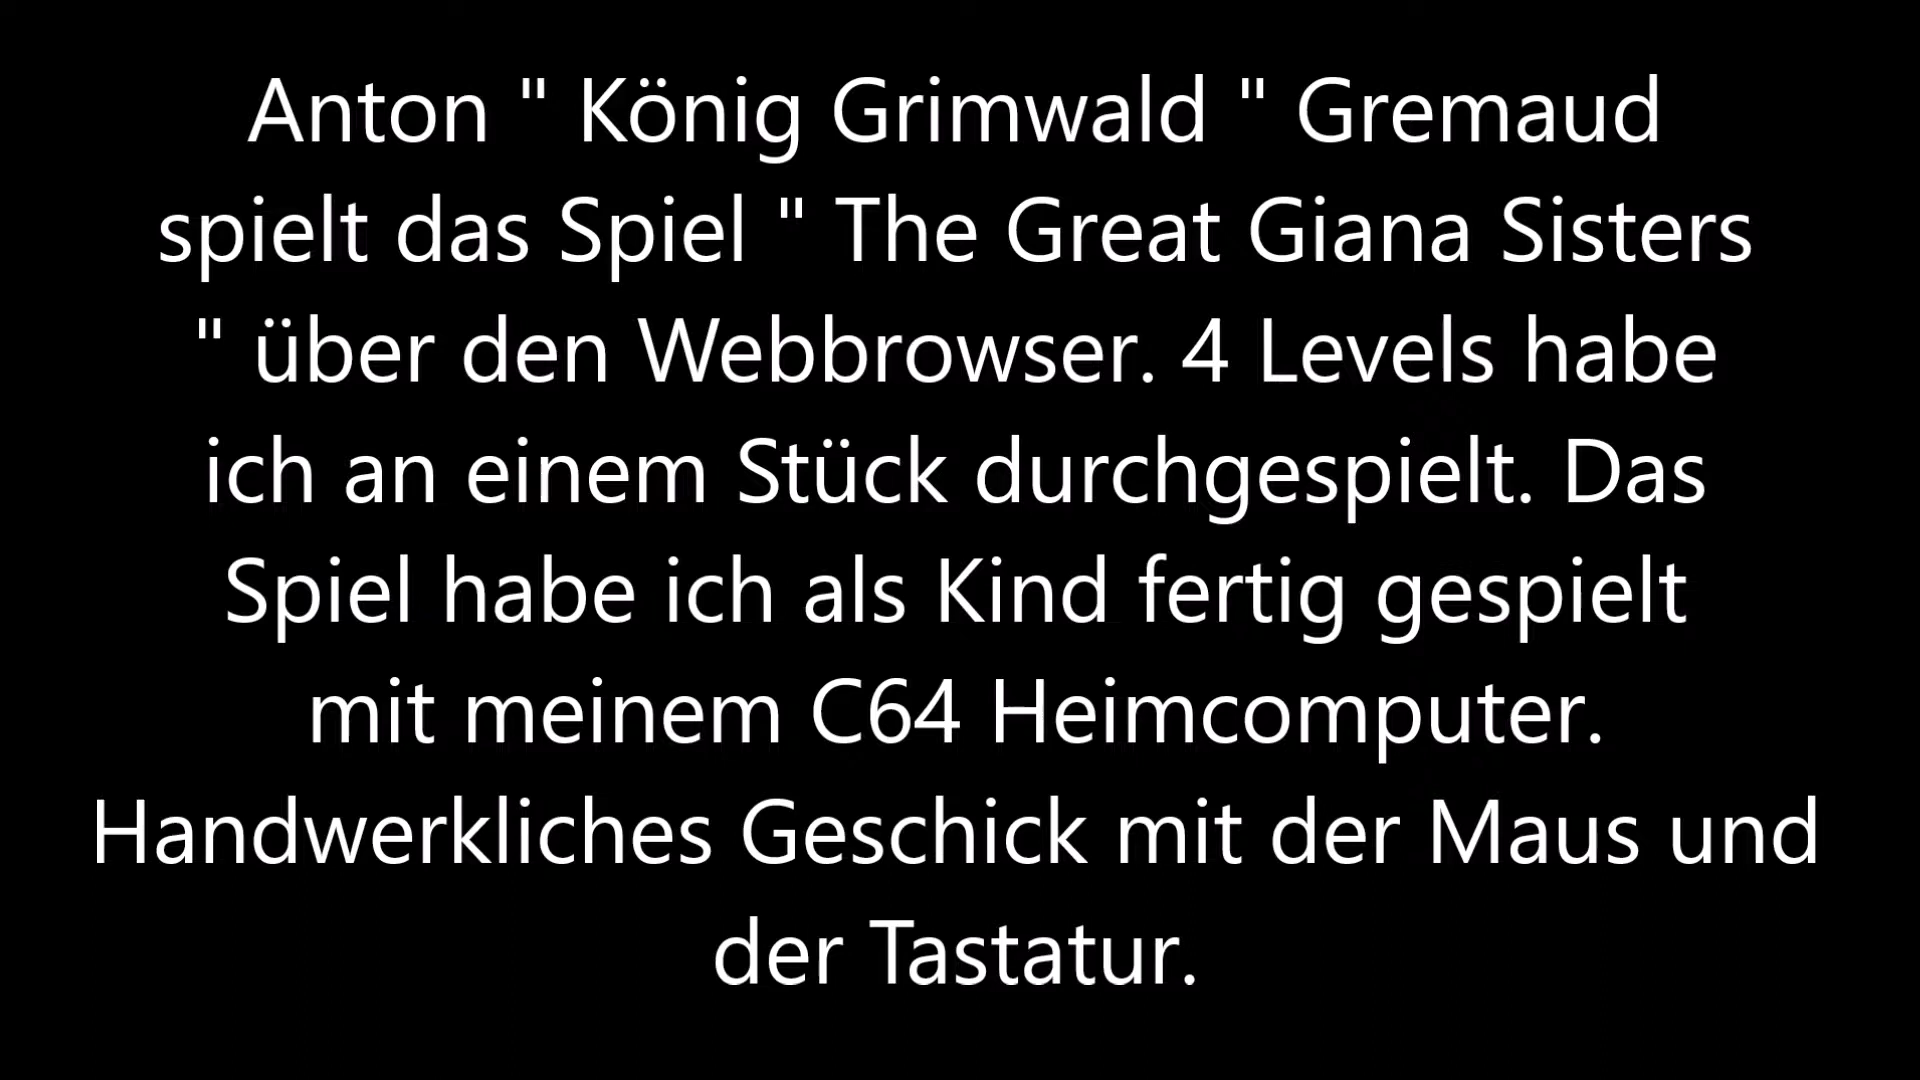 Anton " König Grimwald " Gremaud
spielt das Spiel " The Great Giana Sisters
" über den Webbrowser. 4 Levels habe
ich an einem Stück durchgespielt. Das
Spiel habe ich als Kind fertig gespielt
mit meinem C64 Heimcomputer.
Handwerkliches Geschick mit der Maus und
der Tastatur.